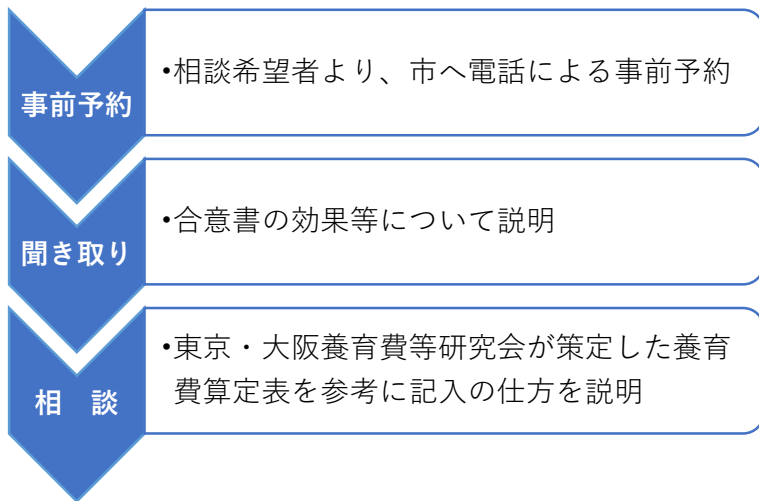 事前予約
•相談希望者より、市へ電話による事前予約
聞き取り
•合意書の効果等について説明
相　談
•東京・大阪養育費等研究会が策定した養育
費算定表を参考に記入の仕方を説明